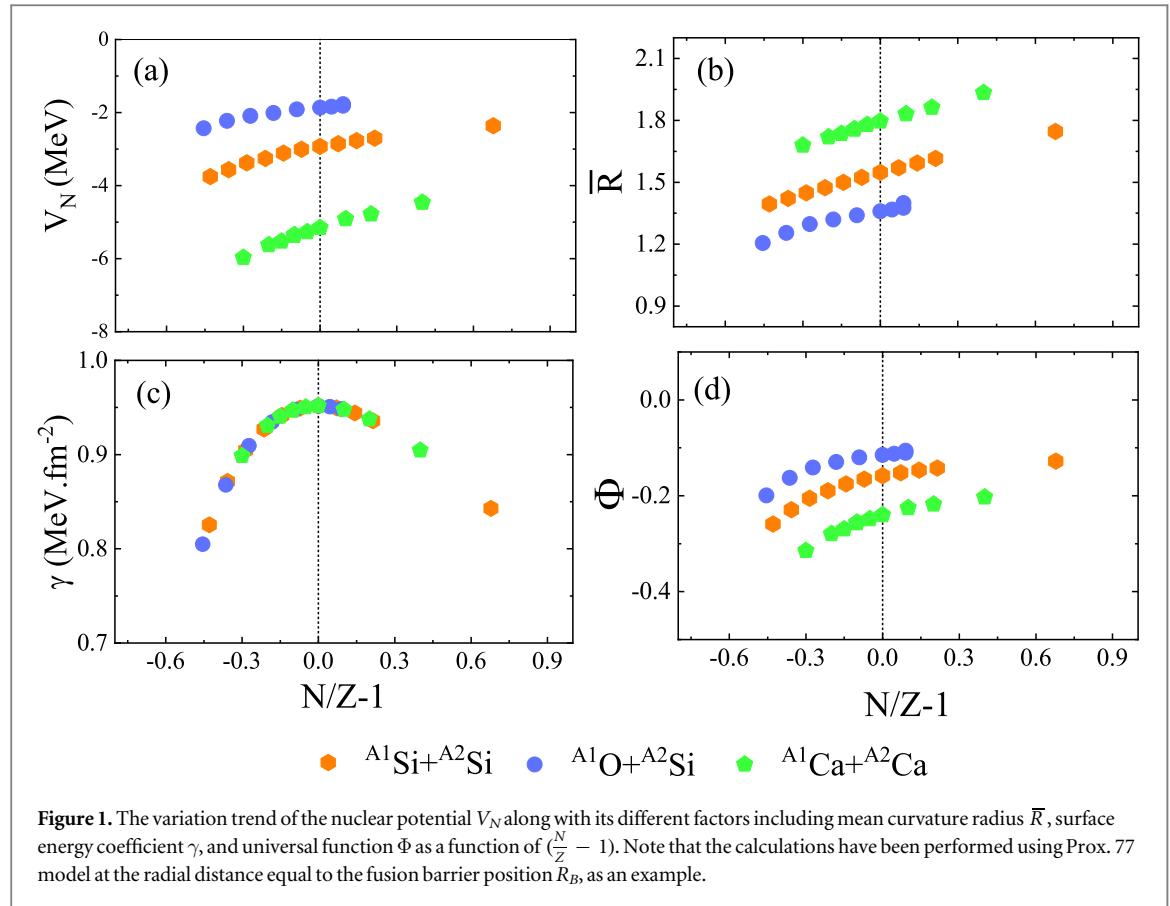 (a)
0
-2
-4
-6
-8
V_N (MeV)
(b)
2.1
1.8
1.5
1.2
0.9
R̅
(c)
1.0
0.9
0.8
0.7
γ (MeV.fm⁻²)
-0.6 -0.3 0.0 0.3 0.6 0.9
N/Z-1
(d)
0.0
-0.2
-0.4
Φ
-0.6 -0.3 0.0 0.3 0.6 0.9
N/Z-1
ᴬ¹Si+ᴬ²Si ᴬ¹O+ᴬ²Si ᴬ¹Ca+ᴬ²Ca
Figure 1. The variation trend of the nuclear potential V_N along with its different factors including mean curvature radius R̅, surface
energy coefficient γ, and universal function Φ as a function of (N/Z − 1). Note that the calculations have been performed using Prox. 77
model at the radial distance equal to the fusion barrier position R_B, as an example.